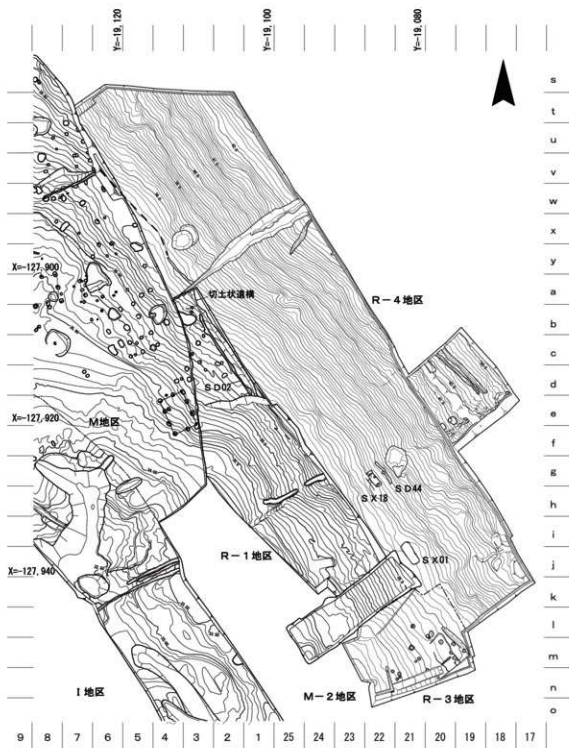 Y=-19,120
Y=-19,100
Y=-19,080
s
t
u
v
w
x
y
X=-127,900
a
切土状遺構
R-4地区
b
c
SD02
d
X=-127,920
e
M地区
f
g
SD44
SX18
h
i
R-1地区
SX01
j
X=-127,940
k
l
m
I地区
M-2地区
R-3地区
n
o
9 8 7 6 5 4 3 2 1 25 24 23 22 21 20 19 18 17